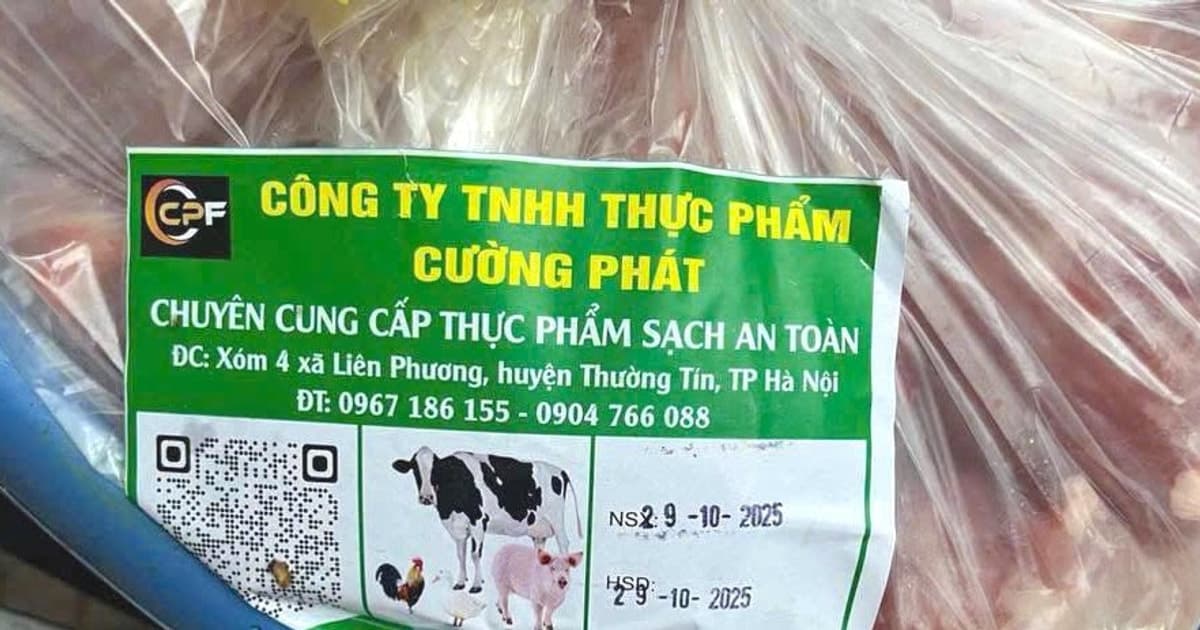 CPF
CÔNG TY TNHH THỰC PHẨM
CƯỜNG PHÁT
CHUYÊN CUNG CẤP THỰC PHẨM SẠCH AN TOÀN
ĐC: Xóm 4 xã Liên Phương, huyện Thường Tín, TP Hà Nội
ĐT: 0967 186 155 - 0904 766 088
NSX: 29 -10- 2025
HSD:
29 -10- 2025